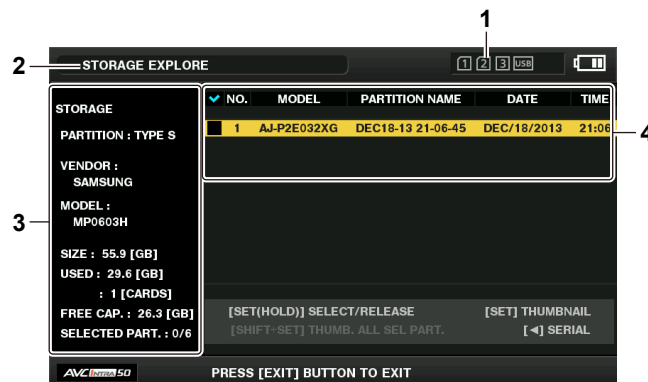 1
2
STORAGE EXPLORE
1 2 3 USB
STORAGE
PARTITION : TYPE S
VENDOR :
SAMSUNG
MODEL :
MP0603H
SIZE : 55.9 [GB]
USED : 29.6 [GB]
: 1 [CARDS]
FREE CAP. : 26.3 [GB]
SELECTED PART. : 0/6
3
NO. MODEL PARTITION NAME DATE TIME
1 AJ-P2E032XG DEC18-13 21-06-45 DEC/18/2013 21:06
4
[SET(HOLD)] SELECT/RELEASE [SET] THUMBNAIL
[SHIFT+SET] THUMB. ALL SEL PART. [◀] SERIAL
AVC INTRA 50 PRESS [EXIT] BUTTON TO EXIT